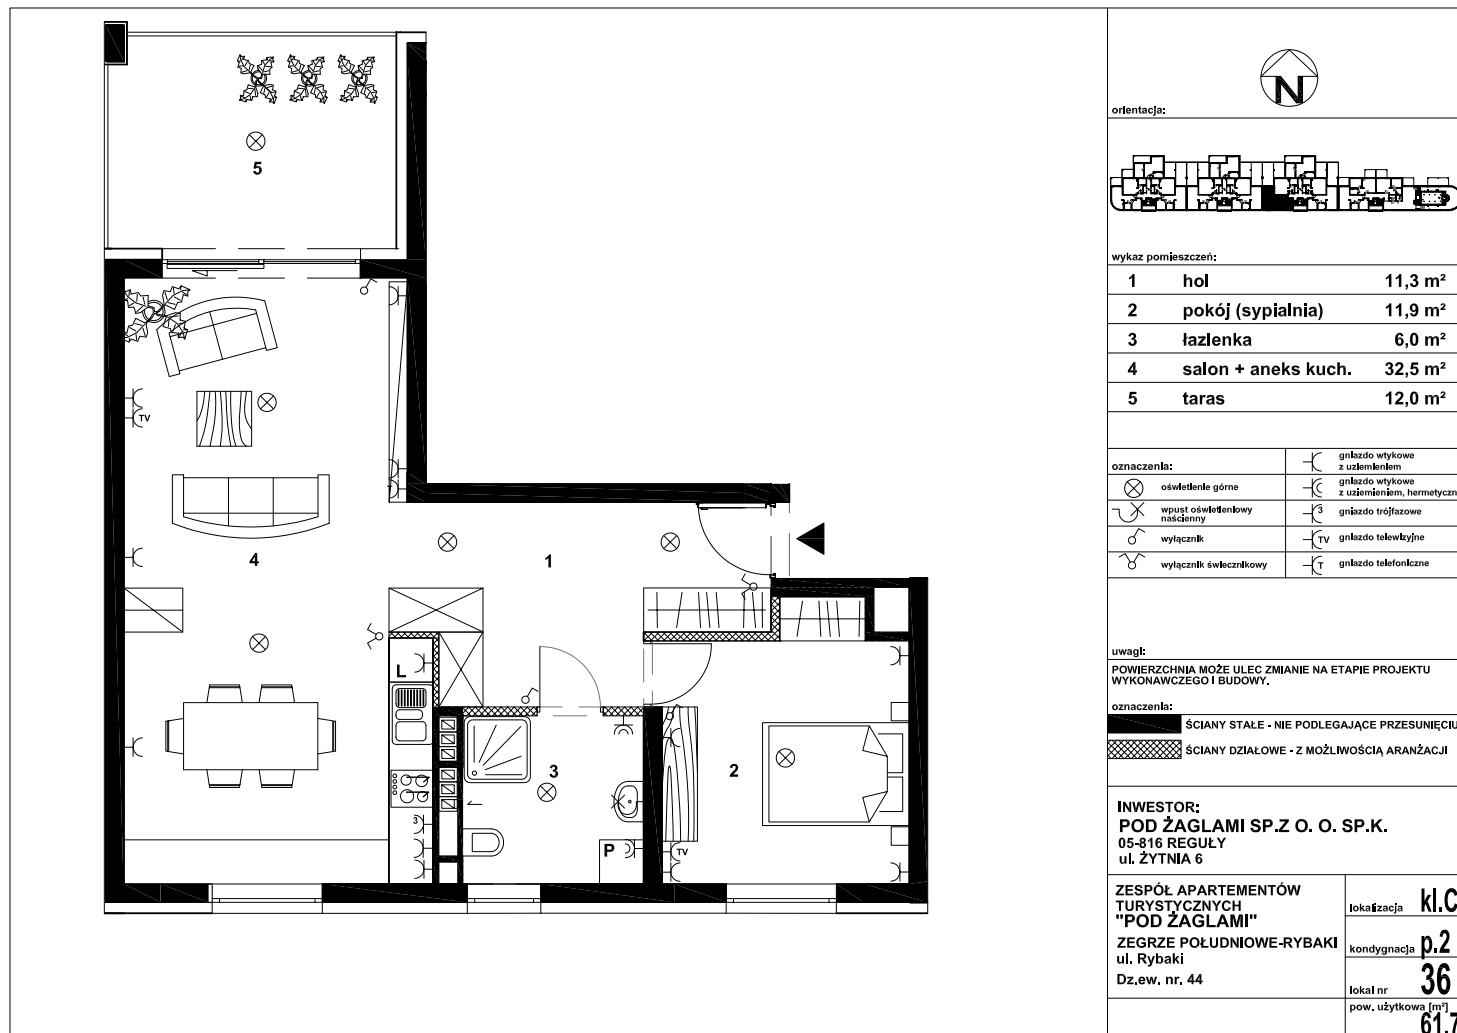 5
4
1
L
3
2
TV
T
3
P
TV
N
orientacja:
wykaz pomieszczeń:
1 hol 11,3 m²
2 pokój (sypialnia) 11,9 m²
3 łazienka 6,0 m²
4 salon + aneks kuch. 32,5 m²
5 taras 12,0 m²
oznaczenia:
oświetlenie górne
wpust oświetleniowy
naścienny
wyłącznik
wyłącznik świecznikowy
gniazdo wtykowe
z uziemieniem
gniazdo wtykowe
z uziemieniem, hermetyczn
3 gniazdo trójfazowe
TV gniazdo telewizyjne
T gniazdo telefoniczne
uwagi:
POWIERZCHNIA MOŻE ULEC ZMIANIE NA ETAPIE PROJEKTU
WYKONAWCZEGO I BUDOWY.
oznaczenia:
ŚCIANY STAŁE - NIE PODLEGAJĄCE PRZESUNIĘCIU
ŚCIANY DZIAŁOWE - Z MOŻLIWOŚCIĄ ARANŻACJI
INWESTOR:
POD ŻAGLAMI SP.Z O. O. SP.K.
05-816 REGUŁY
ul. ŻYTNIA 6
ZESPÓŁ APARTEMENTÓW
TURYSTYCZNYCH
"POD ŻAGLAMI"
ZEGRZE POŁUDNIOWE-RYBAKI
ul. Rybaki
Dz.ew. nr. 44
lokalizacja kl.C
kondygnacja p.2
lokal nr 36
pow. użytkowa [m²]
61.7